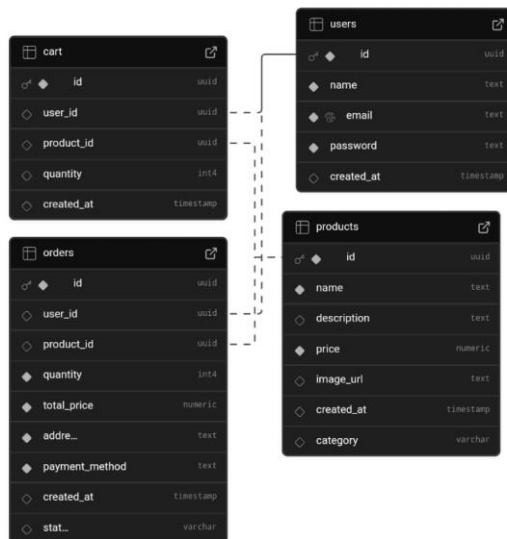 cart
id uuid
user_id uuid
product_id uuid
quantity int4
created_at timestamp
users
id uuid
name text
email text
password text
created_at timestamp
orders
id uuid
user_id uuid
product_id uuid
quantity int4
total_price numeric
addre... text
payment_method text
created_at timestamp
stat... varchar
products
id uuid
name text
description text
price numeric
image_url text
created_at timestamp
category varchar